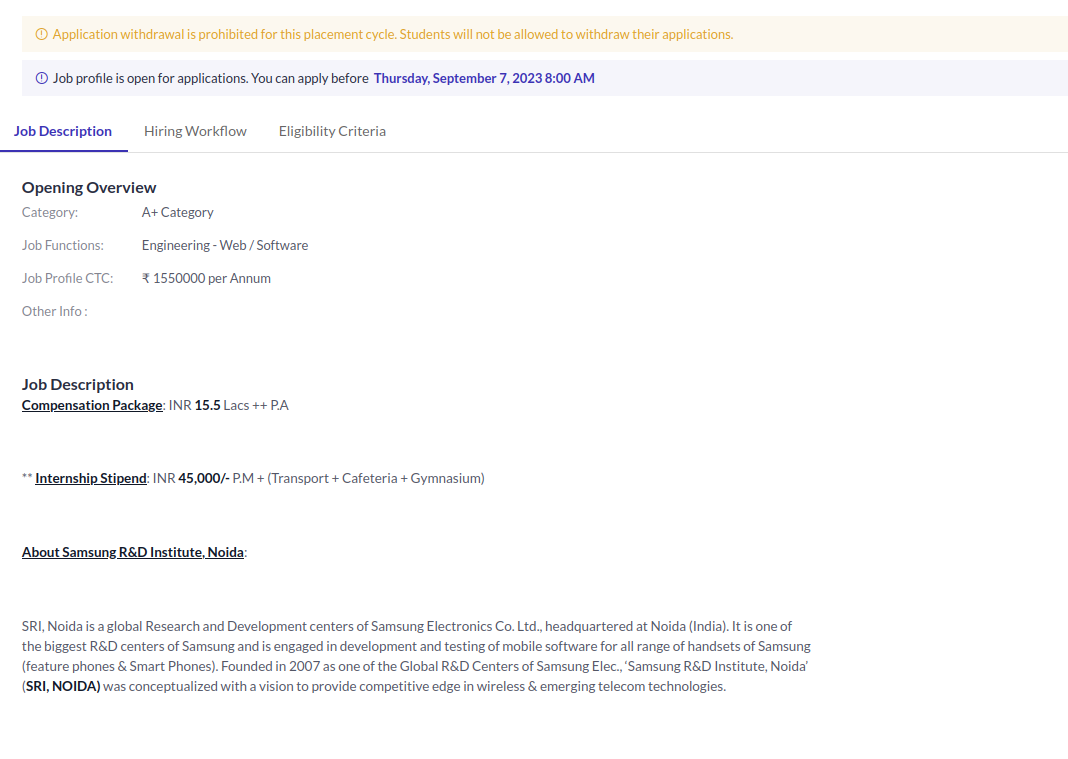 Application withdrawal is prohibited for this placement cycle. Students will not be allowed to withdraw their applications.
Job profile is open for applications. You can apply before Thursday, September 7, 2023 8:00 AM
Job Description Hiring Workflow Eligibility Criteria
Opening Overview
Category: A+ Category
Job Functions: Engineering - Web / Software
Job Profile CTC: ₹ 1550000 per Annum
Other Info :
Job Description
Compensation Package: INR 15.5 Lacs ++ P.A
** Internship Stipend: INR 45,000/- P.M + (Transport + Cafeteria + Gymnasium)
About Samsung R&D Institute, Noida:
SRI, Noida is a global Research and Development centers of Samsung Electronics Co. Ltd., headquartered at Noida (India). It is one of
the biggest R&D centers of Samsung and is engaged in development and testing of mobile software for all range of handsets of Samsung
(feature phones & Smart Phones). Founded in 2007 as one of the Global R&D Centers of Samsung Elec., ‘Samsung R&D Institute, Noida’
(SRI, NOIDA) was conceptualized with a vision to provide competitive edge in wireless & emerging telecom technologies.